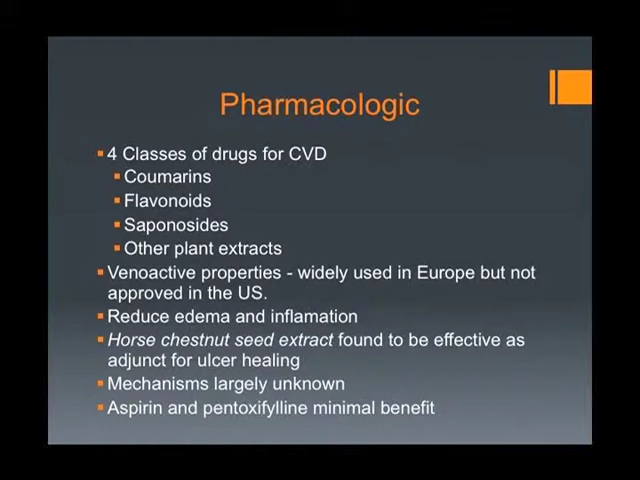 Pharmacologic
4 Classes of drugs for CVD
Coumarins
Flavonoids
Saponosides
Other plant extracts
Venoactive properties - widely used in Europe but not
approved in the US.
Reduce edema and inflamation
Horse chestnut seed extract found to be effective as
adjunct for ulcer healing
Mechanisms largely unknown
Aspirin and pentoxifylline minimal benefit